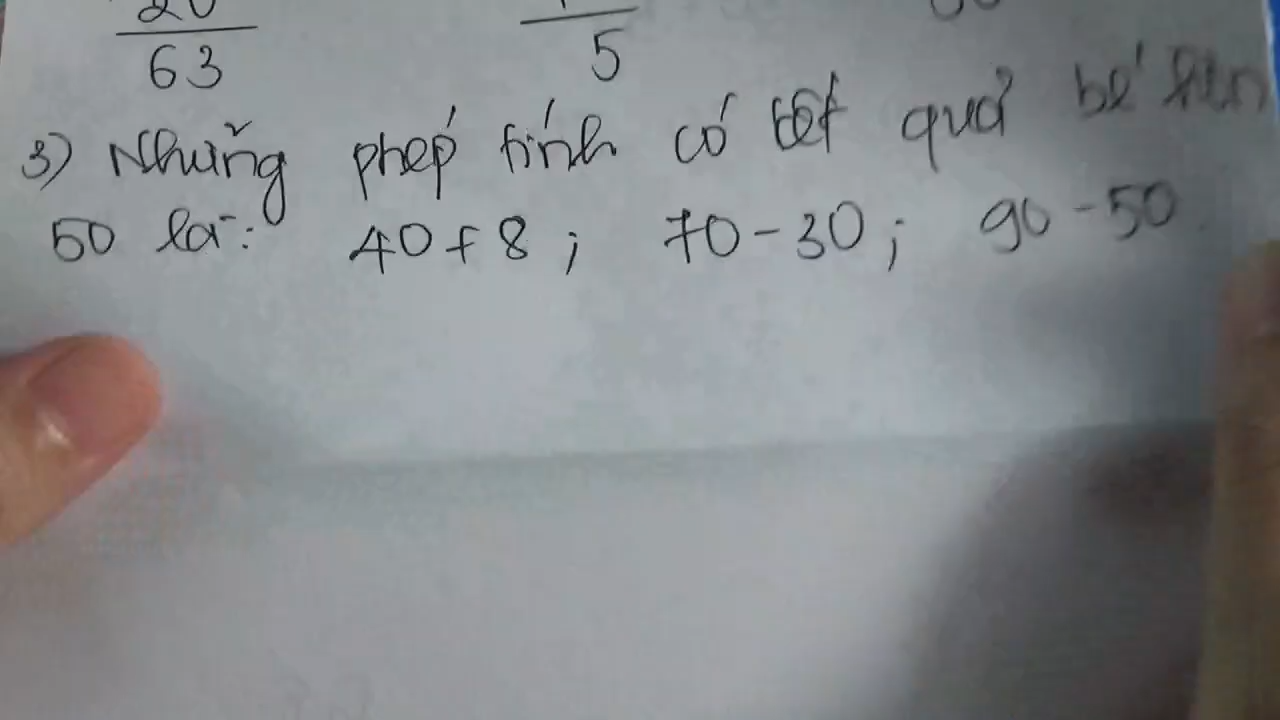 63
5
3) Những phép tính có kết quả bé hơn
50 là: 40 + 8 ; 70 - 30 ; 90 - 50